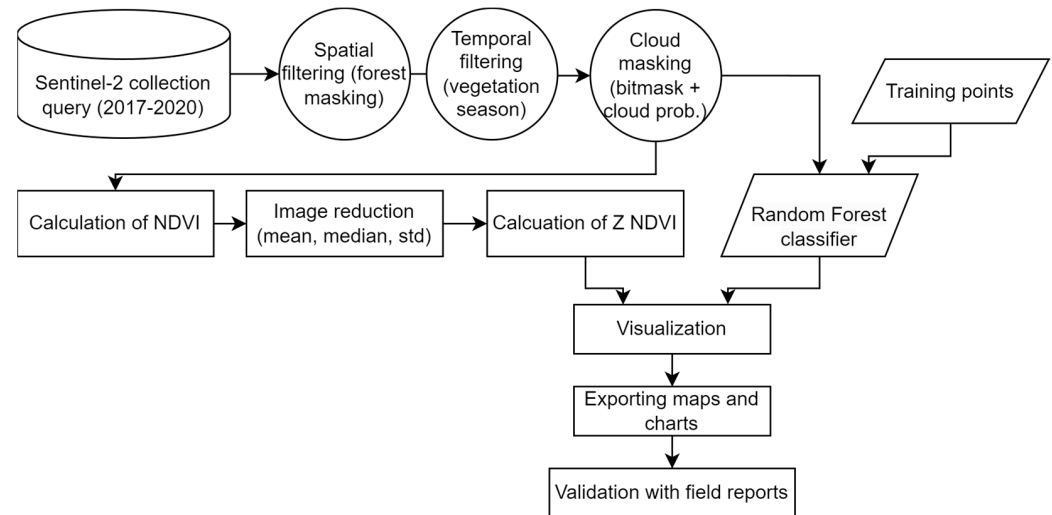 Sentinel-2 collection
query (2017-2020)
Spatial
filtering (forest
masking)
Temporal
filtering
(vegetation
season)
Cloud
masking
(bitmask +
cloud prob.)
Training points
Calculation of NDVI
Image reduction
(mean, median, std)
Calcuation of Z NDVI
Random Forest
classifier
Visualization
Exporting maps and
charts
Validation with field reports